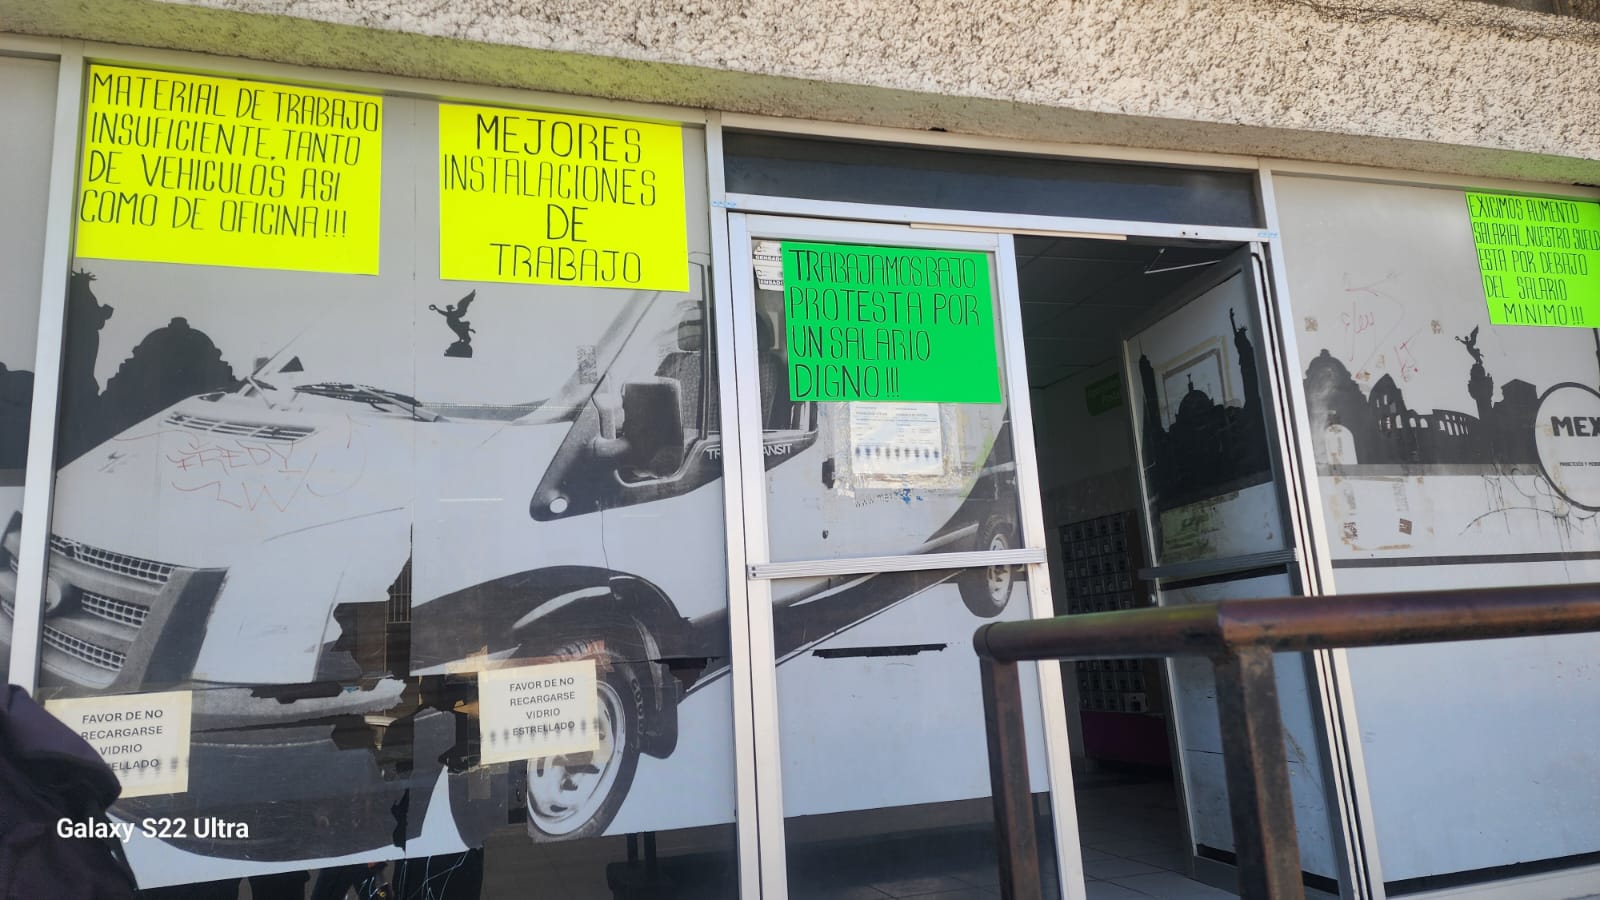 MATERIAL DE TRABAJO
INSUFICIENTE, TANTO
DE VEHICULOS ASI
COMO DE OFICINA!!!
MEJORES
INSTALACIONES
DE
TRABAJO
TRABAJAMOS BAJO
PROTESTA POR
UN SALARIO
DIGNO!!!
EXIGIMOS AUMENTO
SALARIAL, NUESTRO SUELD
ESTA POR DEBAJO
DEL SALARIO
MINIMO!!!
FREDY
TRANSIT
MEX
FAVOR DE NO
RECARGARSE
VIDRIO
ESTRELLADO
FAVOR DE NO
RECARGARSE
VIDRIO
ESTRELLADO
Galaxy S22 Ultra